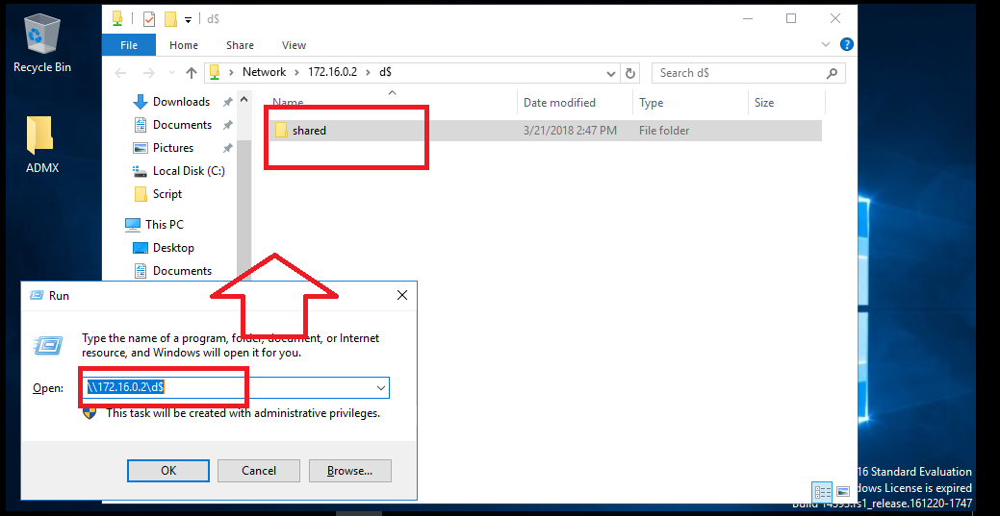 d$
File
Home
Share
View
Recycle Bin
Network
172.16.0.2
d$
Search d$
Downloads
Documents
Pictures
Local Disk (C:)
Script
This PC
Desktop
Documents
Name
Date modified
Type
Size
shared
3/21/2018 2:47 PM
File folder
ADMX
Run
Type the name of a program, folder, document, or Internet
resource, and Windows will open it for you.
Open:
\\172.16.0.2\d$
This task will be created with administrative privileges.
OK
Cancel
Browse...
16 Standard Evaluation
dows License is expired
Build 14393.rs1_release.161220-1747